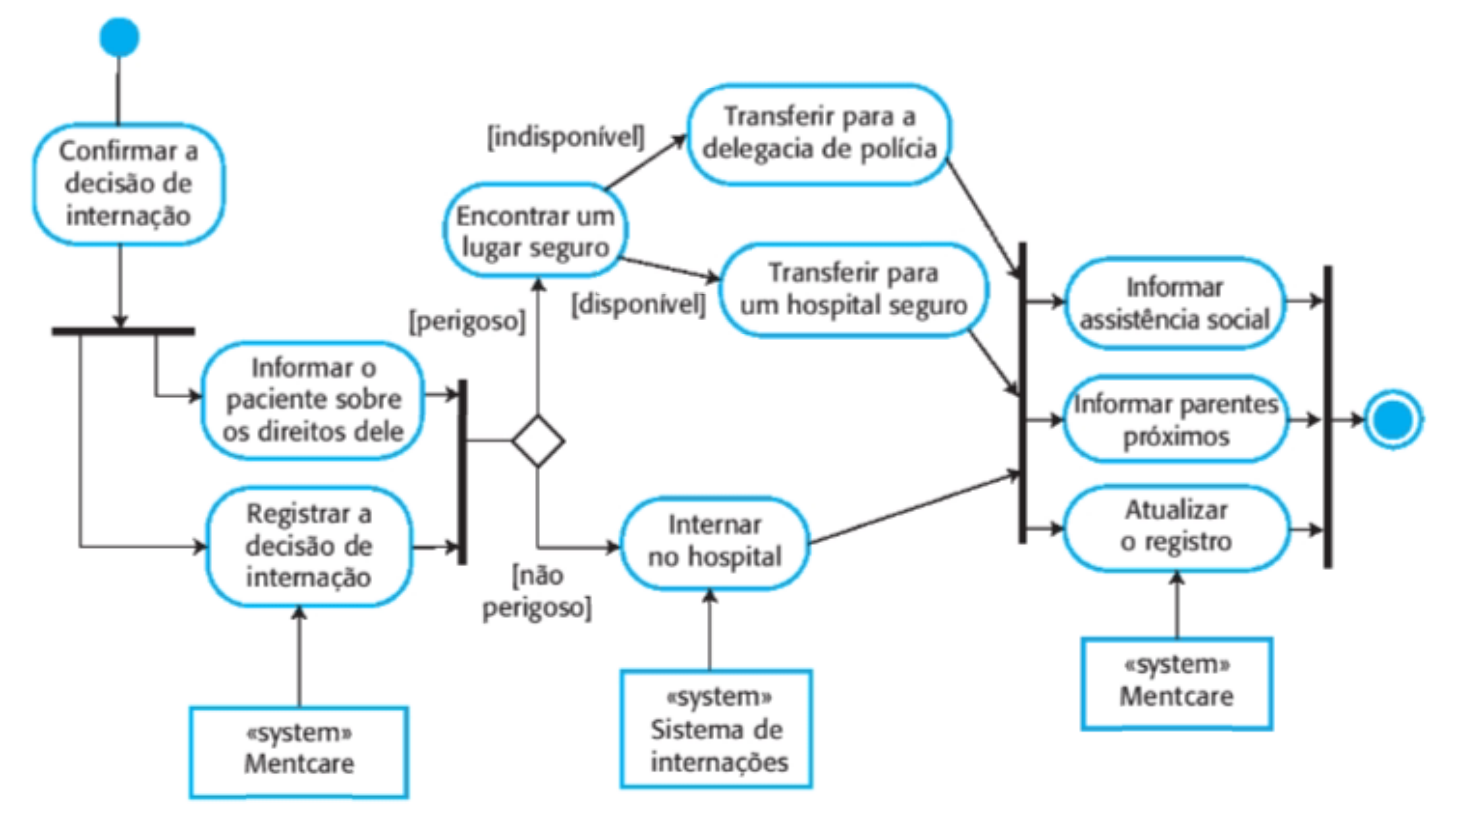 Confirmar a
decisão de
internação
Informar o
paciente sobre
os direitos dele
Registrar a
decisão de
internação
«system»
Mentcare
[perigoso]
[não
perigoso]
Encontrar um
lugar seguro
[indisponível]
[disponível]
Transferir para a
delegacia de polícia
Transferir para
um hospital seguro
Internar
no hospital
«system»
Sistema de
internações
Informar
assistência social
Informar parentes
próximos
Atualizar
o registro
«system»
Mentcare